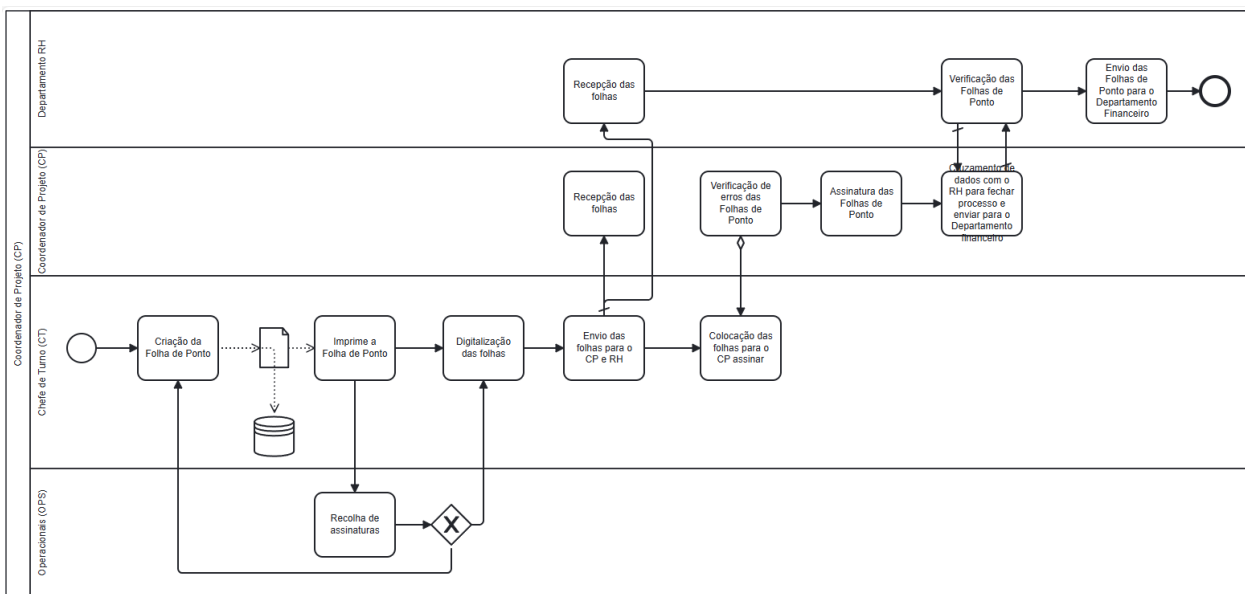 Coordenador de Projeto (CP)
Departamento RH
Recepção das
folhas
Verificação das
Folhas de
Ponto
Envio das
Folhas de
Ponto para o
Departamento
Financeiro
Coordenador de Projeto (CP)
Recepção das
folhas
Verificação de
erros das
Folhas de
Ponto
Assinatura das
Folhas de
Ponto
Cruzamento de
dados com o
RH para fechar
processo e
enviar para o
Departamento
financeiro
Chefe de Turno (CT)
Criação da
Folha de Ponto
Imprime a
Folha de Ponto
Digitalização
das folhas
Envio das
folhas para o
CP e RH
Colocação das
folhas para o
CP assinar
Operacionais (OPS)
Recolha de
assinaturas
X